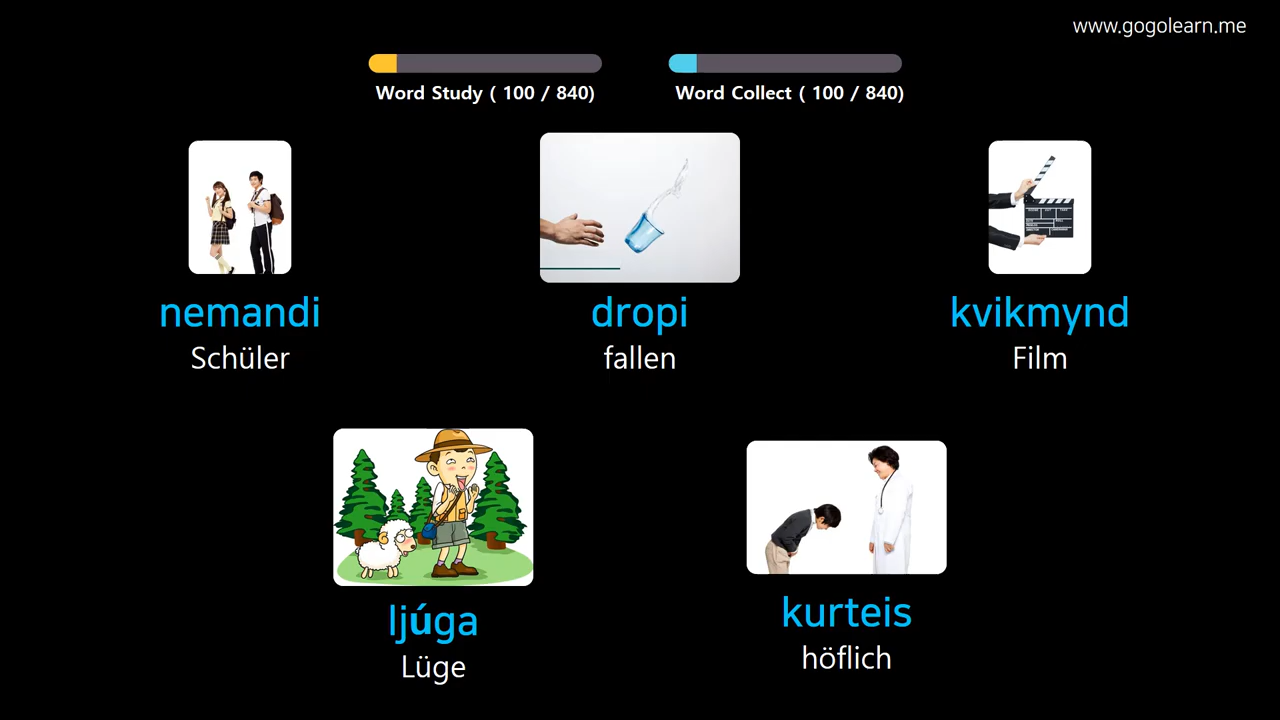 www.gogolearn.me
Word Study ( 100 / 840)
Word Collect ( 100 / 840)
nemandi
Schüler
dropi
fallen
kvikmynd
Film
ljúga
Lüge
kurteis
höflich